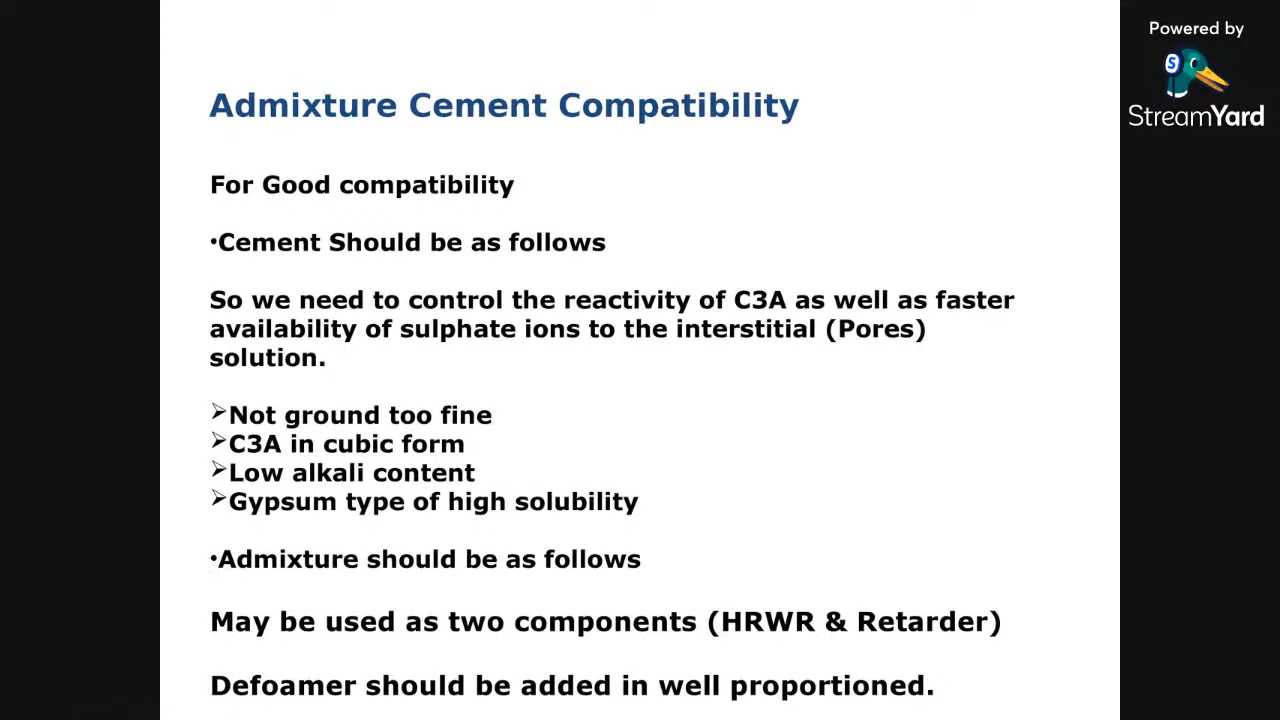 Powered by
StreamYard
Admixture Cement Compatibility
For Good compatibility
•Cement Should be as follows
So we need to control the reactivity of C3A as well as faster
availability of sulphate ions to the interstitial (Pores)
solution.
➢Not ground too fine
➢C3A in cubic form
➢Low alkali content
➢Gypsum type of high solubility
•Admixture should be as follows
May be used as two components (HRWR & Retarder)
Defoamer should be added in well proportioned.